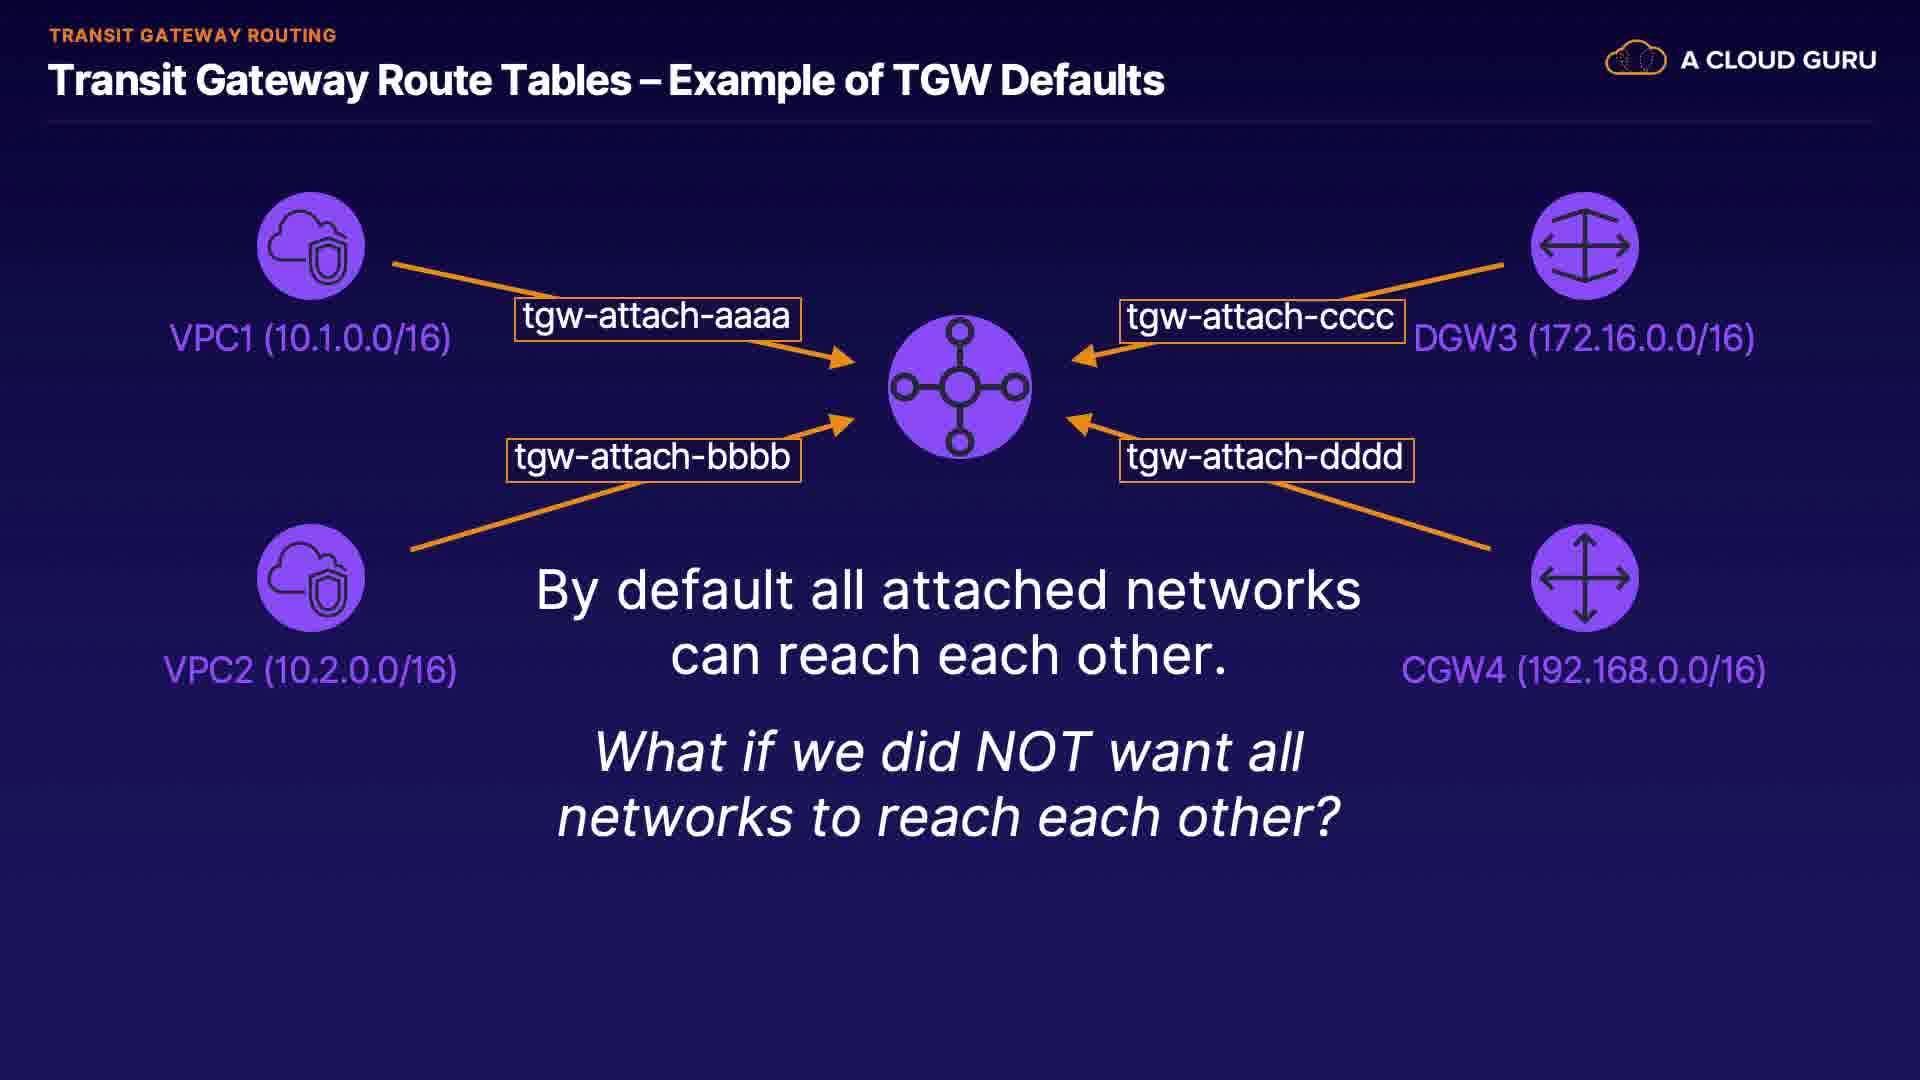 TRANSIT GATEWAY ROUTING
Transit Gateway Route Tables – Example of TGW Defaults
A CLOUD GURU
tgw-attach-aaaa
tgw-attach-cccc
VPC1 (10.1.0.0/16)
DGW3 (172.16.0.0/16)
tgw-attach-bbbb
tgw-attach-dddd
VPC2 (10.2.0.0/16)
CGW4 (192.168.0.0/16)
By default all attached networks
can reach each other.
What if we did NOT want all
networks to reach each other?